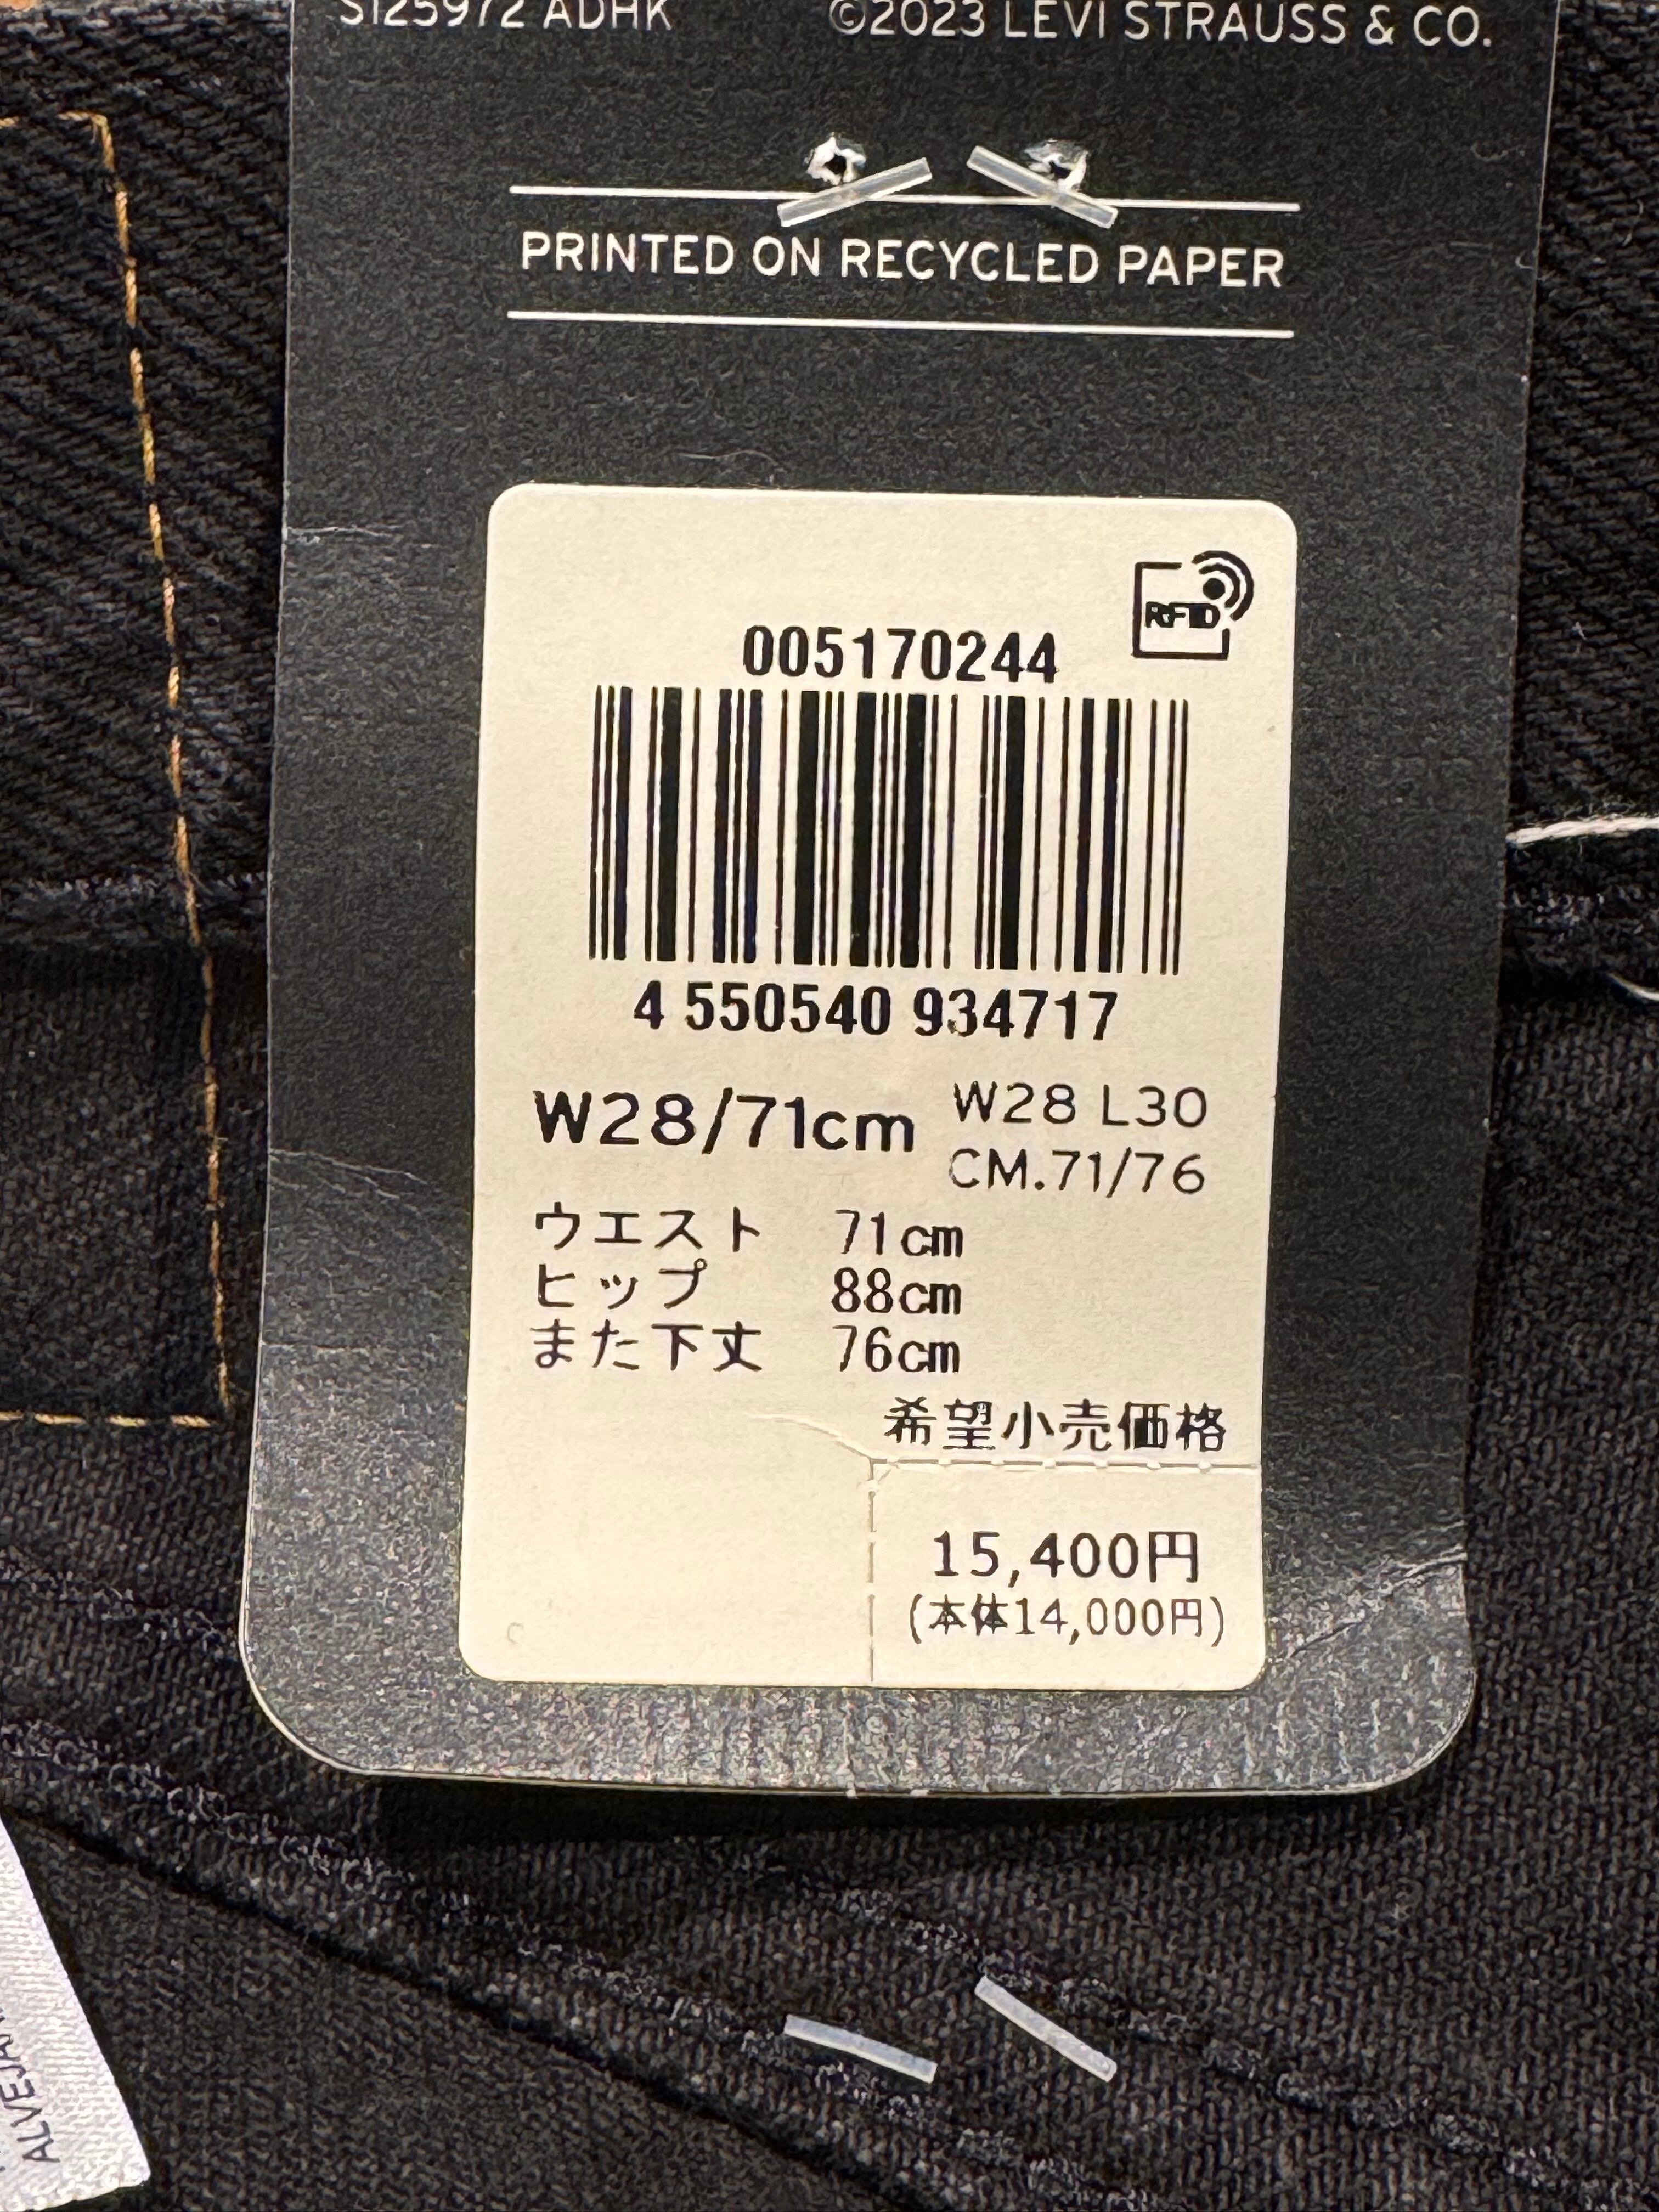 SI25972 ADHK ©2023 LEVI STRAUSS & CO.
PRINTED ON RECYCLED PAPER
RFID
005170244
4 550540 934717
W28/71cm
W28 L30
CM.71/76
ウエスト 71cm
ヒップ 88cm
また下丈 76cm
希望小売価格
15,400円
(本体14,000円)